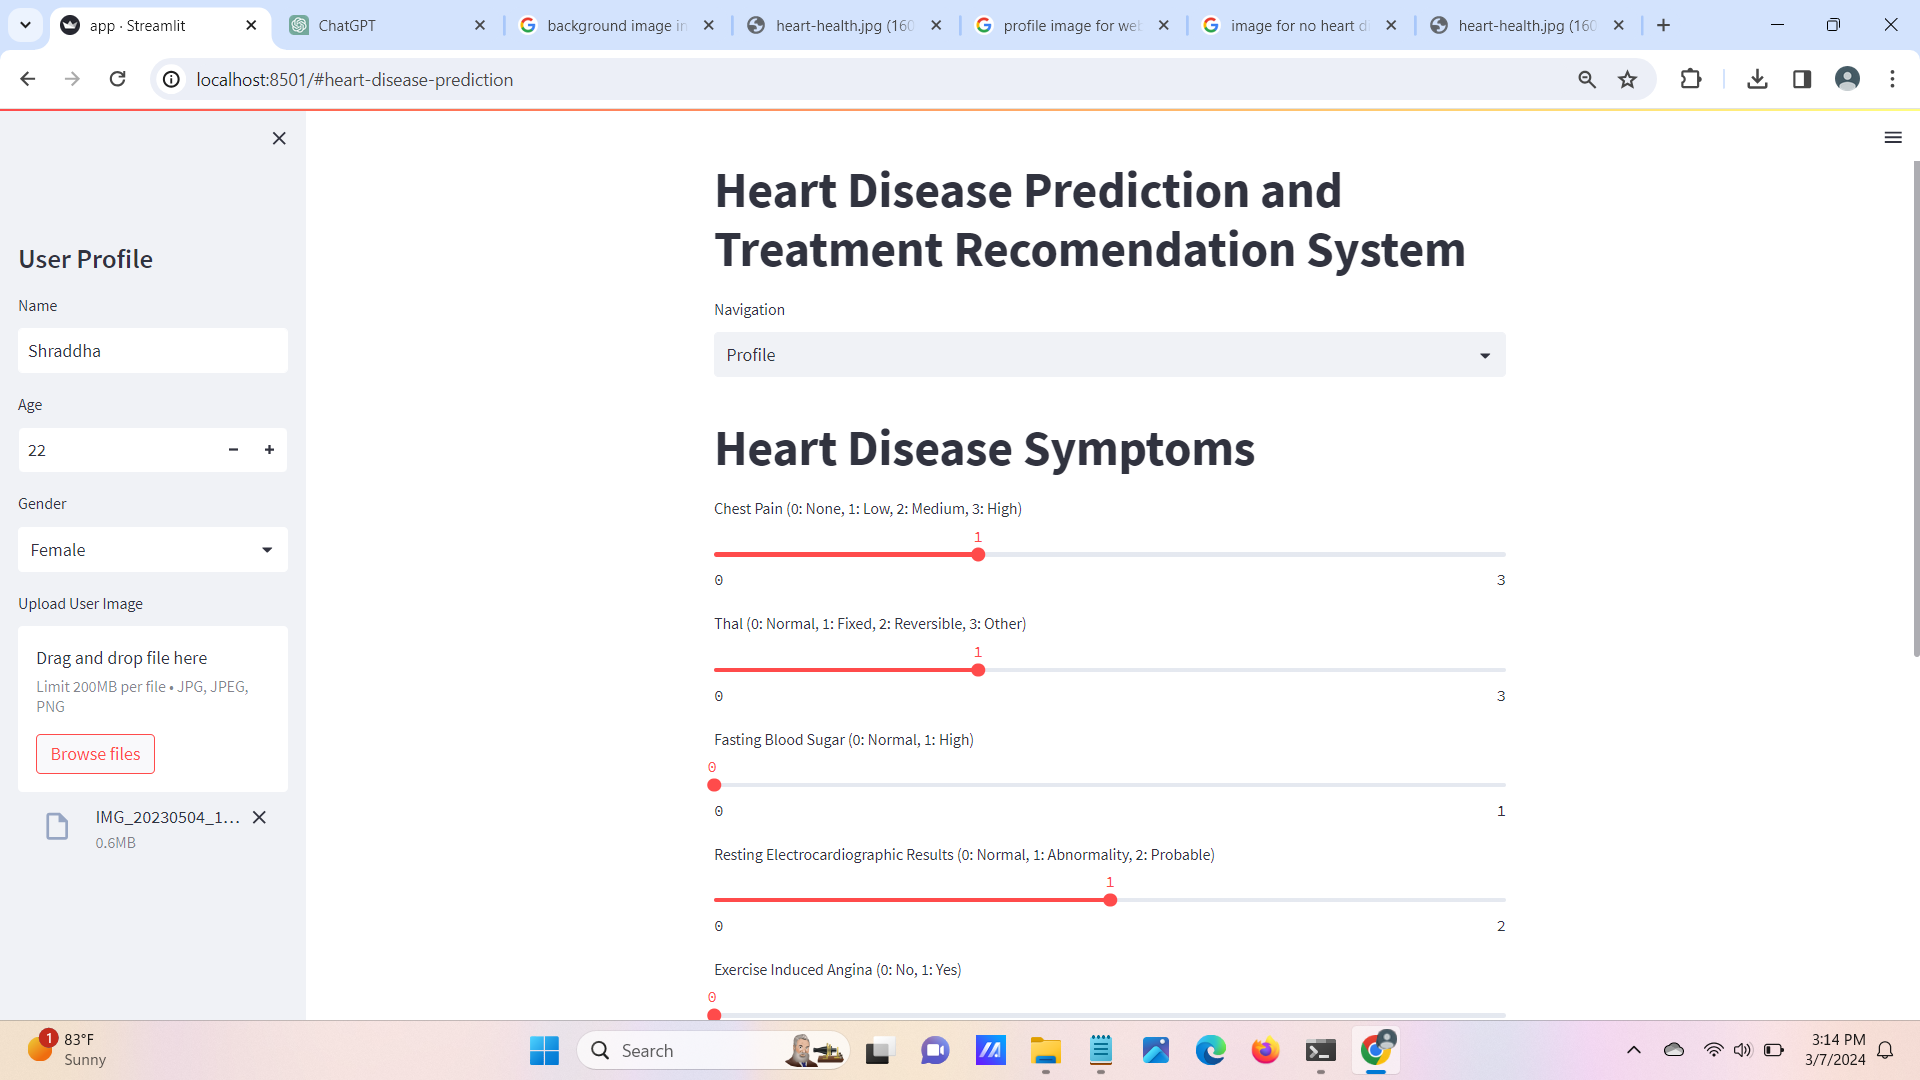 app · Streamlit
ChatGPT
background image in
heart-health.jpg (160
profile image for web
image for no heart di
heart-health.jpg (160
localhost:8501/#heart-disease-prediction
User Profile
Name
Shraddha
Age
22
Gender
Female
Upload User Image
Drag and drop file here
Limit 200MB per file • JPG, JPEG,
PNG
Browse files
IMG_20230504_1...
0.6MB
Heart Disease Prediction and
Treatment Recomendation System
Navigation
Profile
Heart Disease Symptoms
Chest Pain (0: None, 1: Low, 2: Medium, 3: High)
1
0 3
Thal (0: Normal, 1: Fixed, 2: Reversible, 3: Other)
1
0 3
Fasting Blood Sugar (0: Normal, 1: High)
0
0 1
Resting Electrocardiographic Results (0: Normal, 1: Abnormality, 2: Probable)
1
0 2
Exercise Induced Angina (0: No, 1: Yes)
0
1
83°F
Sunny
Search
3:14 PM
3/7/2024